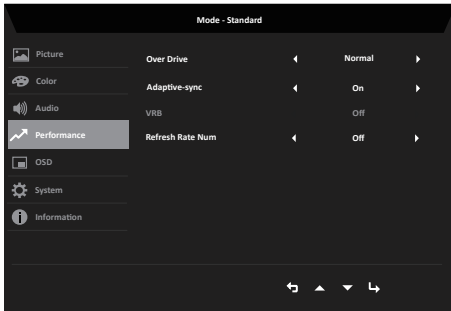 Mode - Standard
Picture
Color
Audio
Performance
OSD
System
Information
Over Drive Normal
Adaptive-sync On
VRB Off
Refresh Rate Num Off